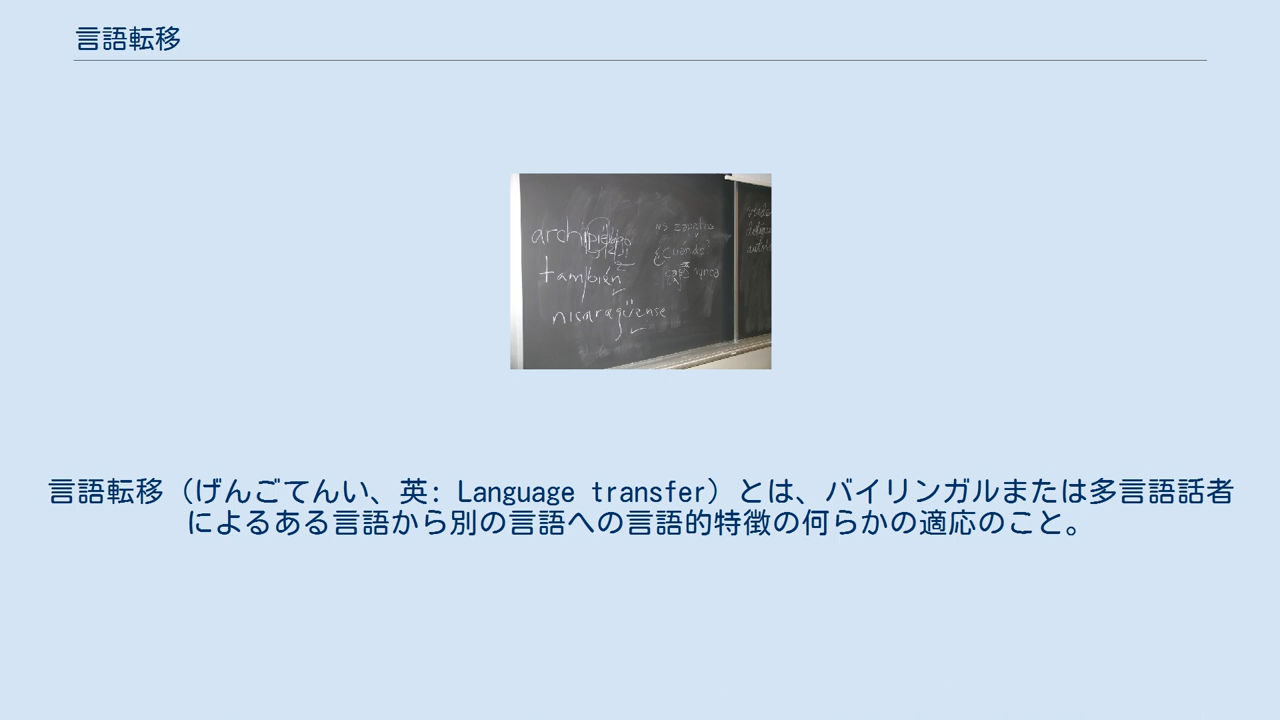 言語転移
también
nicaragüense
¿Cuándo
nunca
言語転移（げんごてんい、英: Language transfer）とは、バイリンガルまたは多言語話者
によるある言語から別の言語への言語的特徴の何らかの適応のこと。